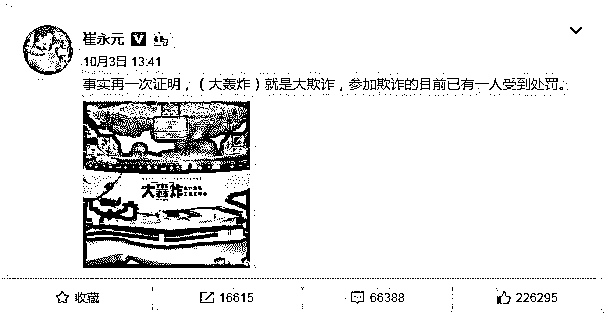 崔永元
10月3日 13:41
事实再一次证明，（大轰炸）就是大欺诈，参加欺诈的目前已有一人受到处罚。
大轰炸
收藏
16615
66388
226295